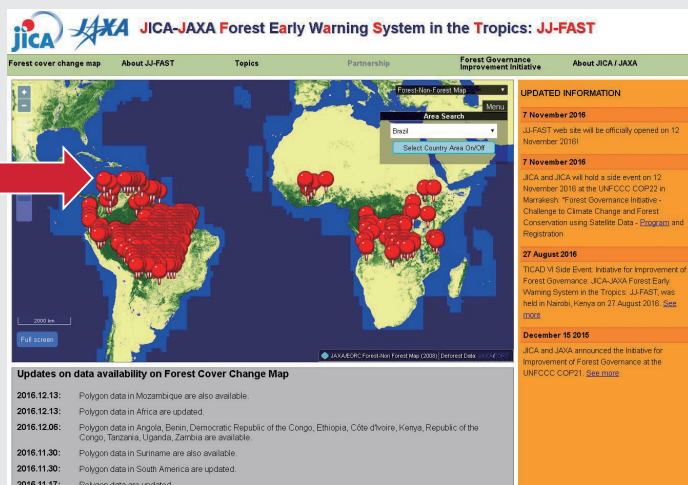 JICA JAXA JICA-JAXA Forest Early Warning System in the Tropics: JJ-FAST
Forest cover change map About JJ-FAST Topics Partnership Forest Governance Improvement Initiative About JICA / JAXA
+
−
Forest-Non-Forest Map
Menu
Area Search
Brazil
Select Country Area On/Off
2000 km
Full screen
JAXA/EORC Forest-Non Forest Map (2008) | Deforest Data:
UPDATED INFORMATION
7 November 2016
JJ-FAST web site will be officially opened on 12
November 2016!
7 November 2016
JICA and JICA will hold a side event on 12
November 2016 at the UNFCCC COP22 in
Marrakesh: "Forest Governance Initiative -
Challenge to Climate Change and Forest
Conservation using Satellite Data - Program and
Registration
27 August 2016
TICAD VI Side Event: Initiative for Improvement of
Forest Governance: JICA-JAXA Forest Early
Warning System in the Tropics: JJ-FAST, was
held in Nairobi, Kenya on 27 August 2016. See
more
December 15 2015
JICA and JAXA announced the Initiative for
Improvement of Forest Governance at the
UNFCCC COP21. See more
Updates on data availability on Forest Cover Change Map
2016.12.13: Polygon data in Mozambique are also available.
2016.12.13: Polygon data in Africa are updated.
2016.12.06: Polygon data in Angola, Benin, Democratic Republic of the Congo, Ethiopia, Côte d'Ivoire, Kenya, Republic of the
Congo, Tanzania, Uganda, Zambia are available.
2016.11.30: Polygon data in Suriname are also available.
2016.11.30: Polygon data in South America are updated.
2016.11.17: Polygon data are updated.